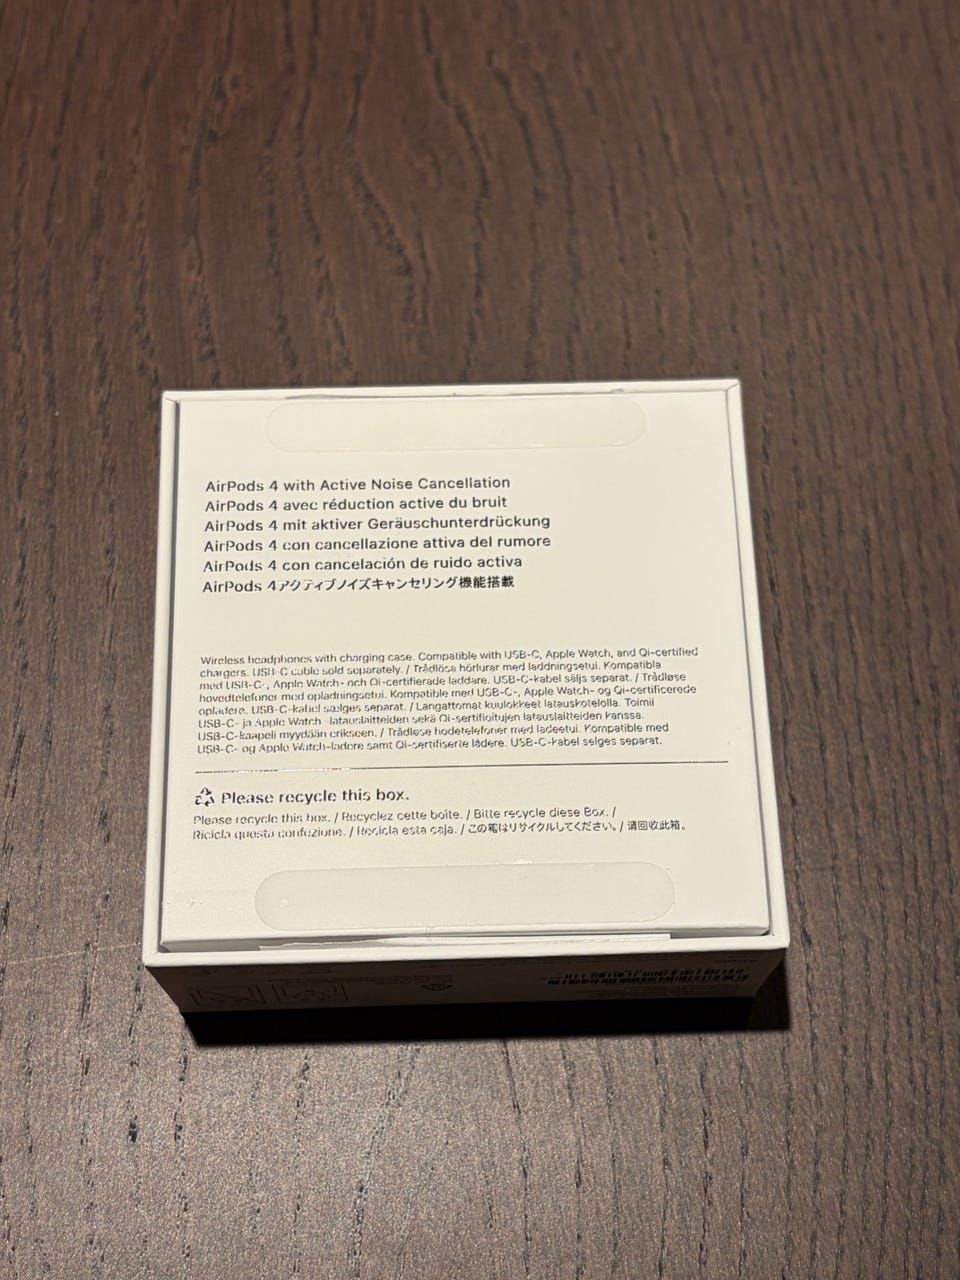 AirPods 4 with Active Noise Cancellation
AirPods 4 avec réduction active du bruit
AirPods 4 mit aktiver Geräuschunterdrückung
AirPods 4 con cancellazione attiva del rumore
AirPods 4 con cancelación de ruido activa
AirPods 4アクティブノイズキャンセリング機能搭載
Wireless headphones with charging case. Compatible with USB-C, Apple Watch, and Qi-certified
chargers. USB-C cable sold separately. / Trådlösa hörlurar med laddningsetui. Kompatibla
med USB-C-, Apple Watch- och Qi-certifierade laddare. USB-C-kabel säljs separat. / Trådløse
hovedtelefoner med opladningsetui. Kompatible med USB-C-, Apple Watch- og Qi-certificerede
opladere. USB-C-kabel sælges separat. / Langattomat kuulokkeet latauskotelolla. Toimii
USB-C- ja Apple Watch -latauslaitteiden sekä Qi-sertifioitujen latauslaitteiden kanssa.
USB-C-kaapeli myydään erikseen. / Trådløse hodetelefoner med ladeetui. Kompatible med
USB-C- og Apple Watch-ladere samt Qi-sertifiserte ladere. USB-C-kabel selges separat.
Please recycle this box.
Please recycle this box. / Recyclez cette boîte. / Bitte recycle diese Box. /
Ricicla questa confezione. / Recicla esta caja. / この箱はリサイクルしてください。/ 请回收此箱。